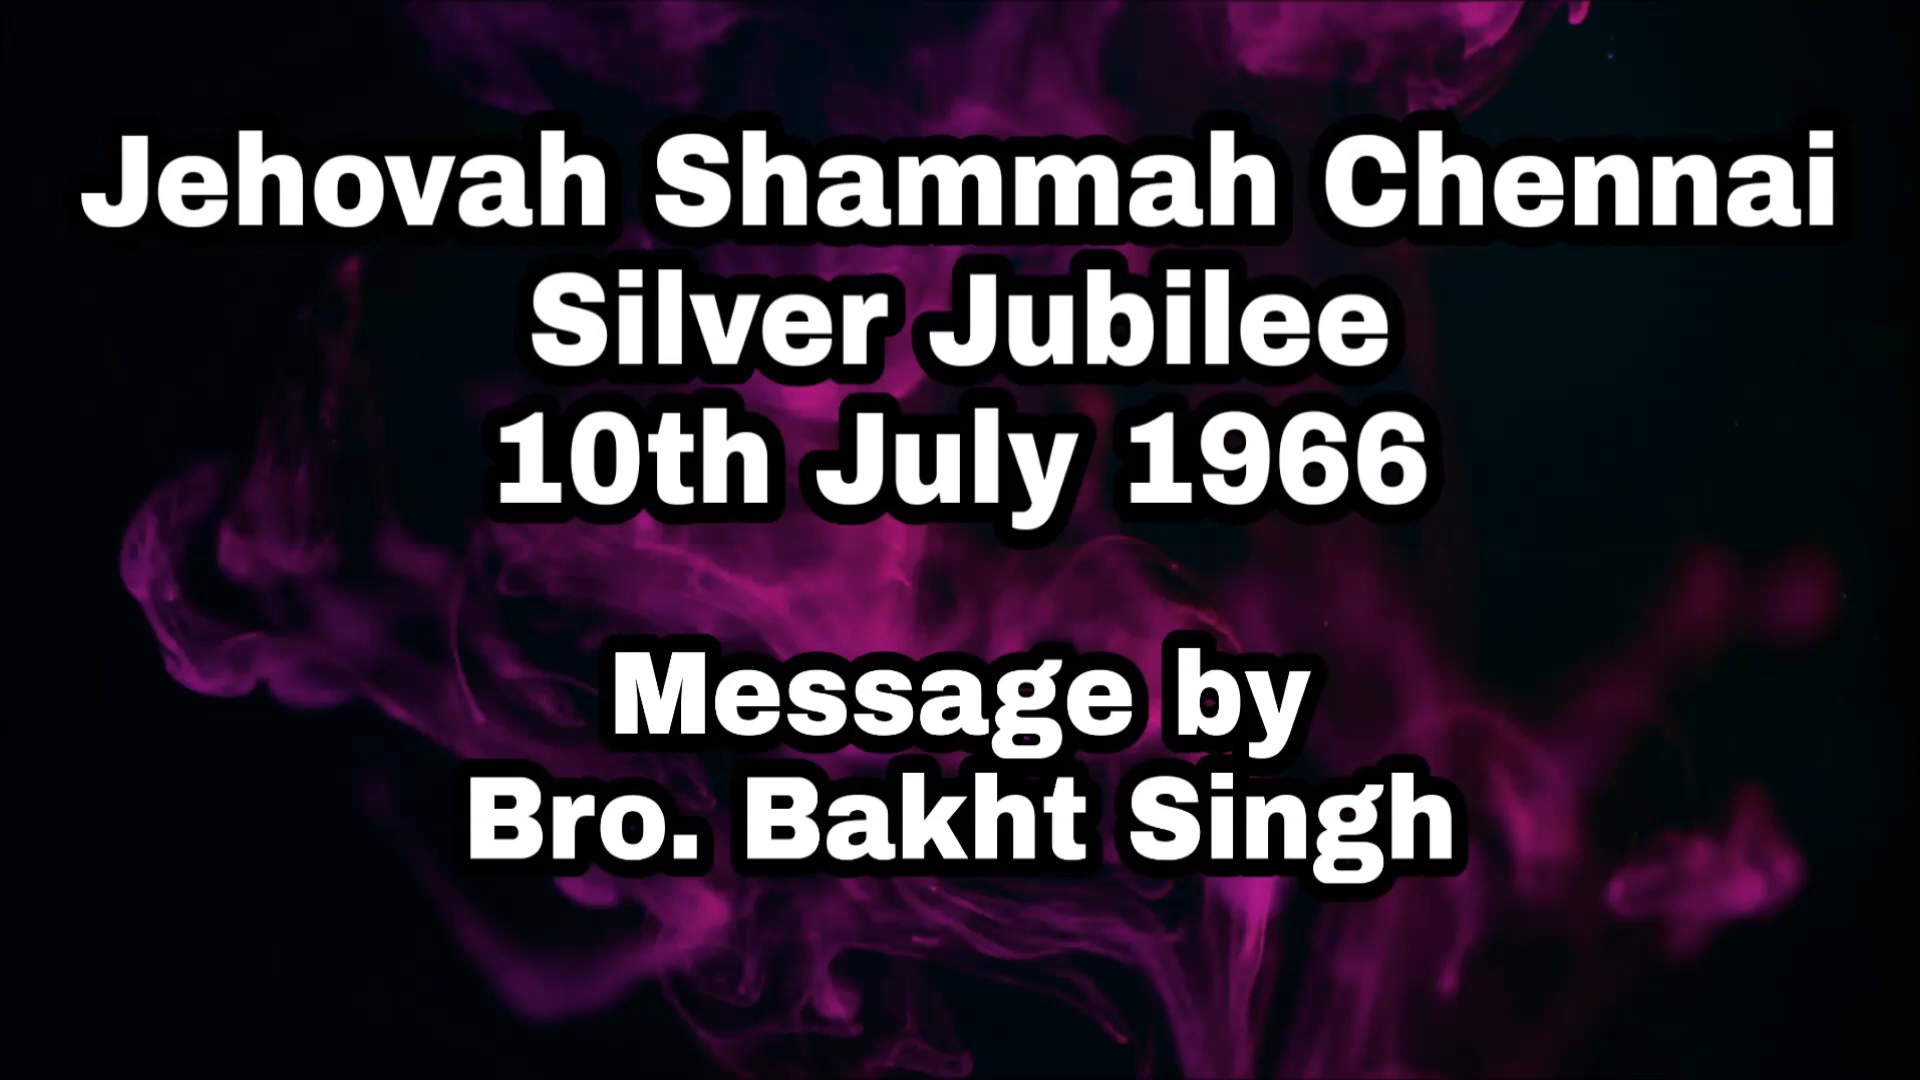 Jehovah Shammah Chennai
Silver Jubilee
10th July 1966
Message by
Bro. Bakht Singh